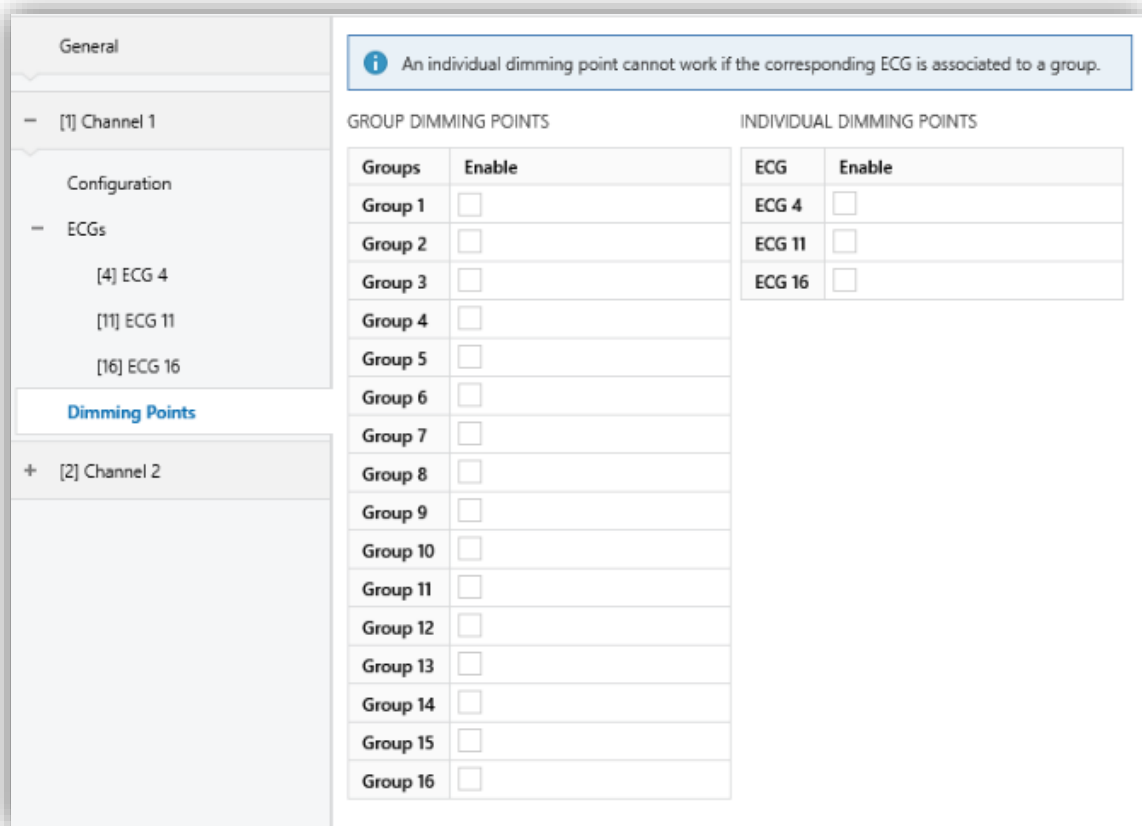 General
− [1] Channel 1
Configuration
− ECGs
[4] ECG 4
[11] ECG 11
[16] ECG 16
Dimming Points
+ [2] Channel 2
An individual dimming point cannot work if the corresponding ECG is associated to a group.
GROUP DIMMING POINTS
Groups Enable
Group 1
Group 2
Group 3
Group 4
Group 5
Group 6
Group 7
Group 8
Group 9
Group 10
Group 11
Group 12
Group 13
Group 14
Group 15
Group 16
INDIVIDUAL DIMMING POINTS
ECG Enable
ECG 4
ECG 11
ECG 16